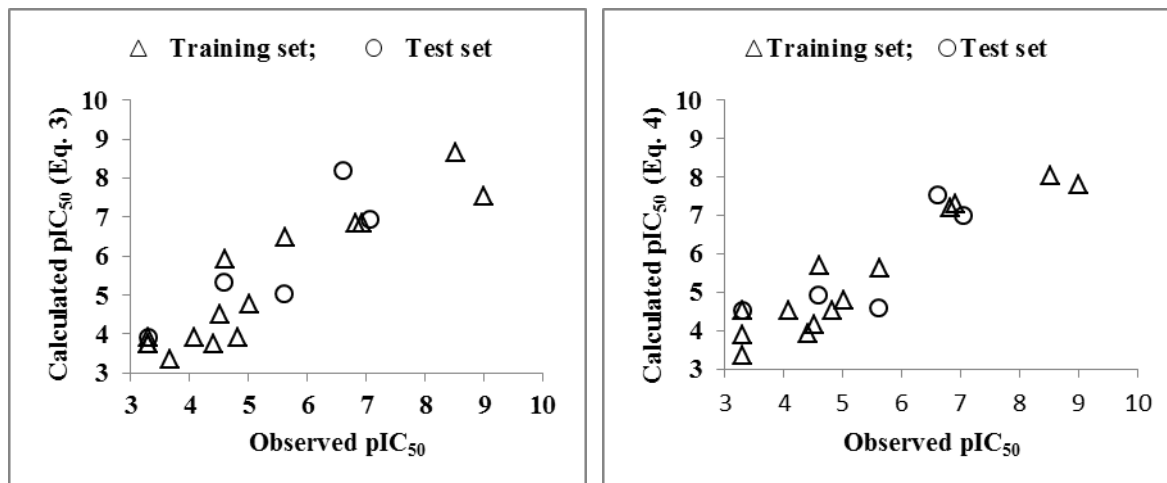 Training set; Test set
Calculated pIC50 (Eq. 3)
10
9
8
7
6
5
4
3
3 4 5 6 7 8 9 10
Observed pIC50
Training set; Test set
Calculated pIC50 (Eq. 4)
10
9
8
7
6
5
4
3
3 4 5 6 7 8 9 10
Observed pIC50